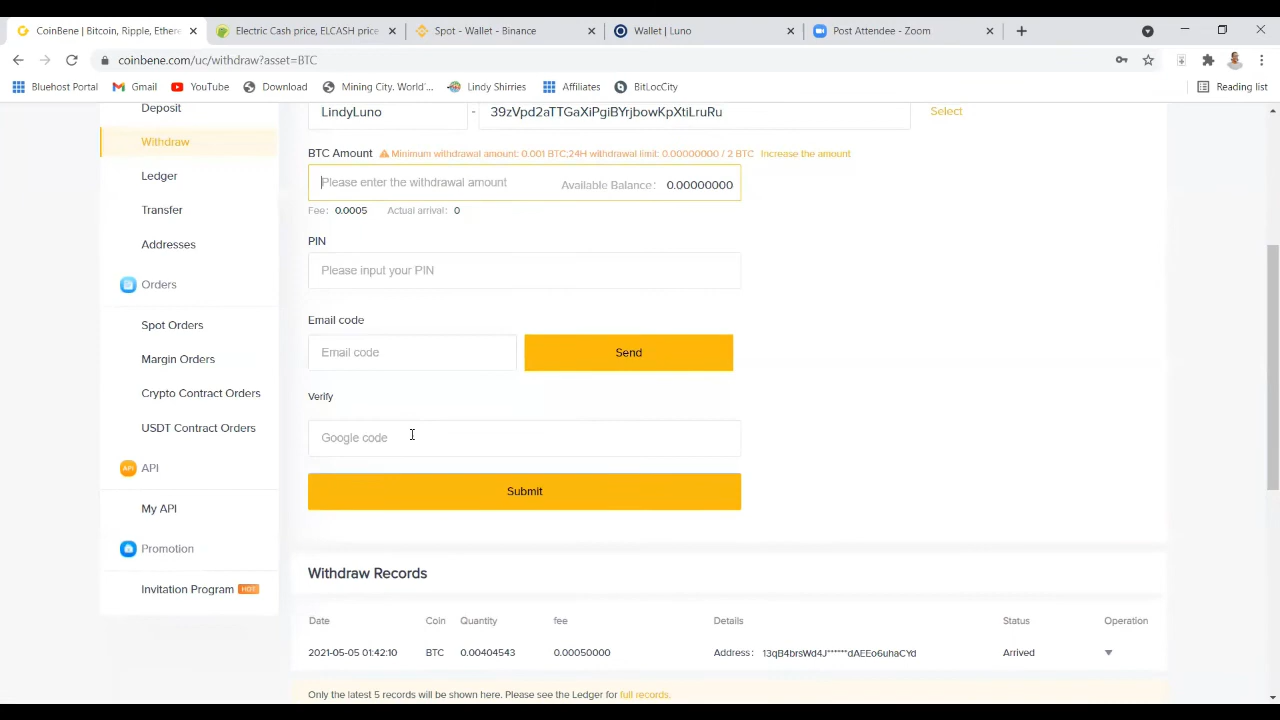 CoinBene | Bitcoin, Ripple, Ethere
Electric Cash price, ELCASH price
Spot - Wallet - Binance
Wallet | Luno
Post Attendee - Zoom
coinbene.com/uc/withdraw?asset=BTC
Bluehost Portal
Gmail
YouTube
Download
Mining City. World'...
Lindy Shirries
Affiliates
BitLocCity
Reading list
Deposit
Withdraw
Ledger
Transfer
Addresses
Orders
Spot Orders
Margin Orders
Crypto Contract Orders
USDT Contract Orders
API API
My API
Promotion
Invitation Program HOT
LindyLuno - 39zVpd2aTTGaXiPgiBYrjbowKpXtiLruRu Select
BTC Amount Minimum withdrawal amount: 0.001 BTC;24H withdrawal limit: 0.00000000 / 2 BTC Increase the amount
Please enter the withdrawal amount Available Balance: 0.00000000
Fee: 0.0005 Actual arrival: 0
PIN
Please input your PIN
Email code
Email code Send
Verify
Google code
Submit
Withdraw Records
Date Coin Quantity fee Details Status Operation
2021-05-05 01:42:10 BTC 0.00404543 0.00050000 Address: 13qB4brsWd4J******dAEEo6uhaCYd Arrived
Only the latest 5 records will be shown here. Please see the Ledger for full records.